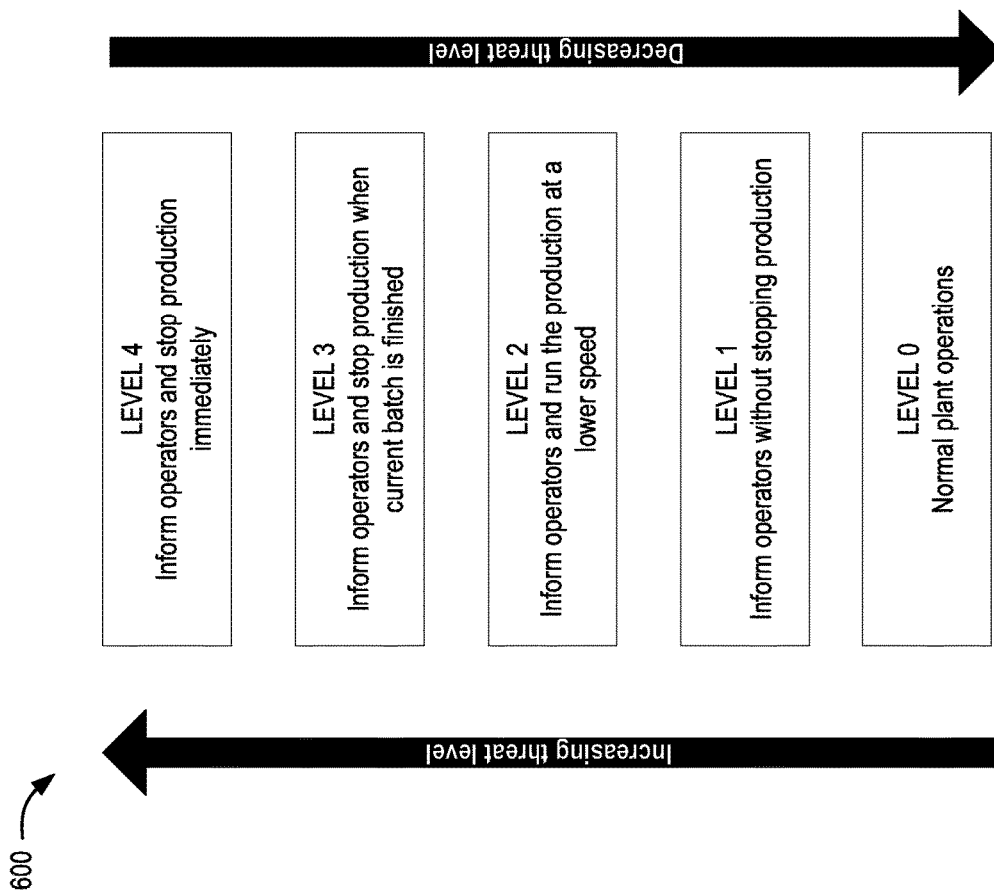 600
Increasing threat level
LEVEL 4
Inform operators and stop production
immediately
LEVEL 3
Inform operators and stop production when
current batch is finished
LEVEL 2
Inform operators and run the production at a
lower speed
LEVEL 1
Inform operators without stopping production
LEVEL 0
Normal plant operations
Decreasing threat level